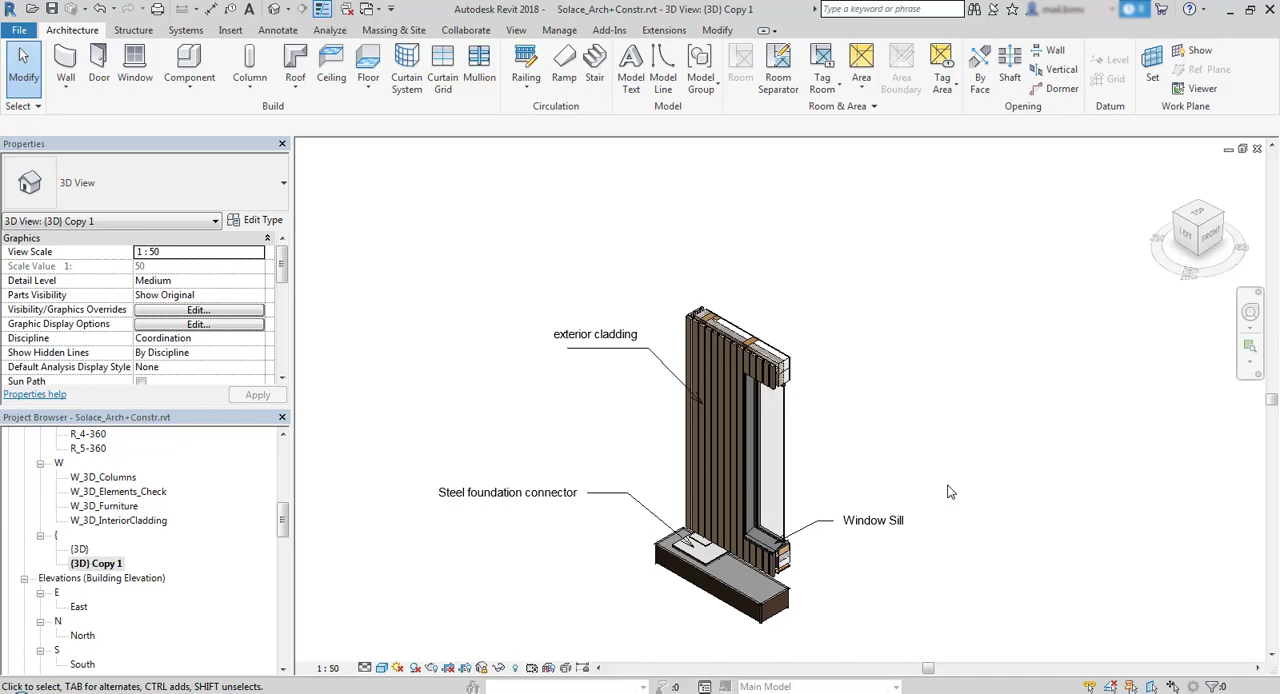 Autodesk Revit 2018 - Solace_Arch+Constr.rvt - 3D View: {3D} Copy 1
Type a keyword or phrase
File Architecture Structure Systems Insert Annotate Analyze Massing & Site Collaborate View Manage Add-Ins Extensions Modify
Modify
Wall Door Window Component Column Roof Ceiling Floor Curtain System Curtain Grid Mullion
Railing Ramp Stair
Model Text Model Line Model Group
Room Room Separator Tag Room Area Area Boundary Tag Area
By Face Shaft Wall Vertical Dormer
Level Grid
Set Show Ref Plane Viewer
Select Build Circulation Model Room & Area Opening Datum Work Plane
Properties
3D View
3D View: {3D} Copy 1 Edit Type
Graphics
View Scale 1 : 50
Scale Value 1: 50
Detail Level Medium
Parts Visibility Show Original
Visibility/Graphics Overrides Edit...
Graphic Display Options Edit...
Discipline Coordination
Show Hidden Lines By Discipline
Default Analysis Display Style None
Sun Path
Properties help Apply
Project Browser - Solace_Arch+Constr.rvt
R_4-360
R_5-360
W
W_3D_Columns
W_3D_Elements_Check
W_3D_Furniture
W_3D_InteriorCladding
{
{3D}
{3D} Copy 1
Elevations (Building Elevation)
E
East
N
North
S
South
TOP
LEFT FRONT
exterior cladding
Steel foundation connector
Window Sill
1 : 50
Click to select, TAB for alternates, CTRL adds, SHIFT unselects.
:0
Main Model
:0